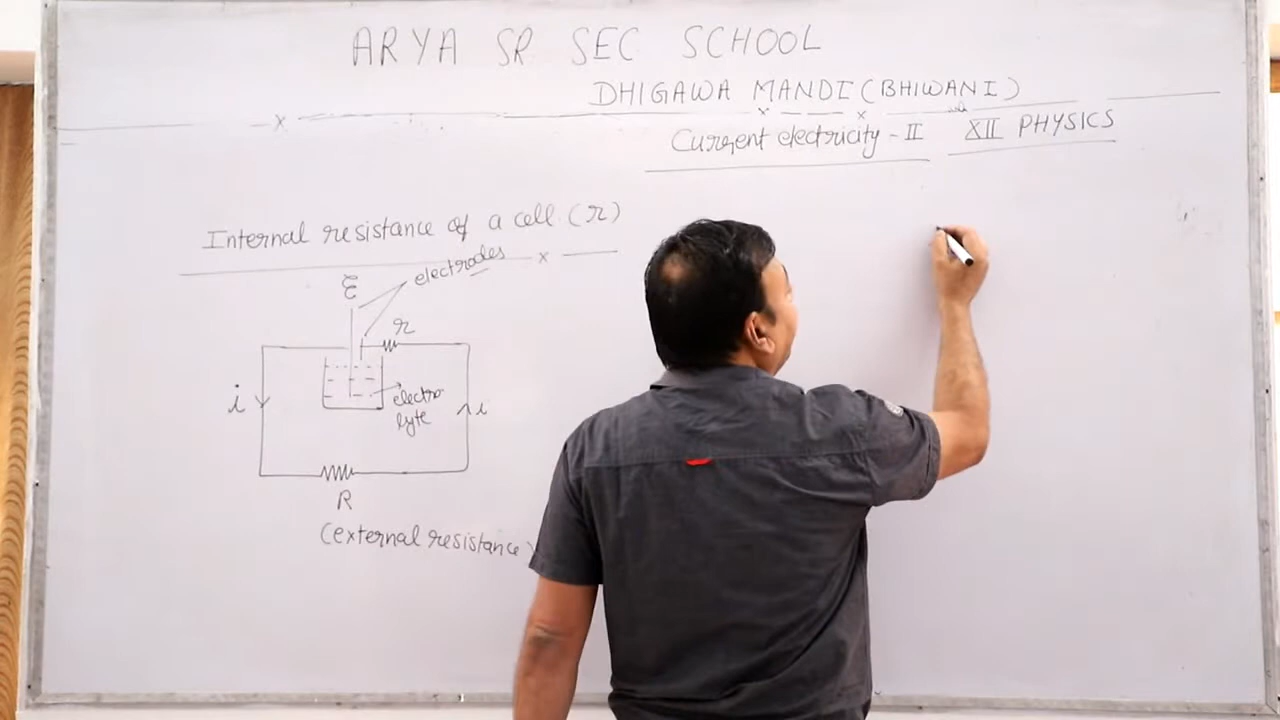 ARYA SR SEC SCHOOL
DHIGAWA MANDI (BHIWANI)
Current electricity - II XII PHYSICS
Internal resistance of a cell (r)
electrodes
ξ
r
i
electro
lyte
i
R
(external resistance)